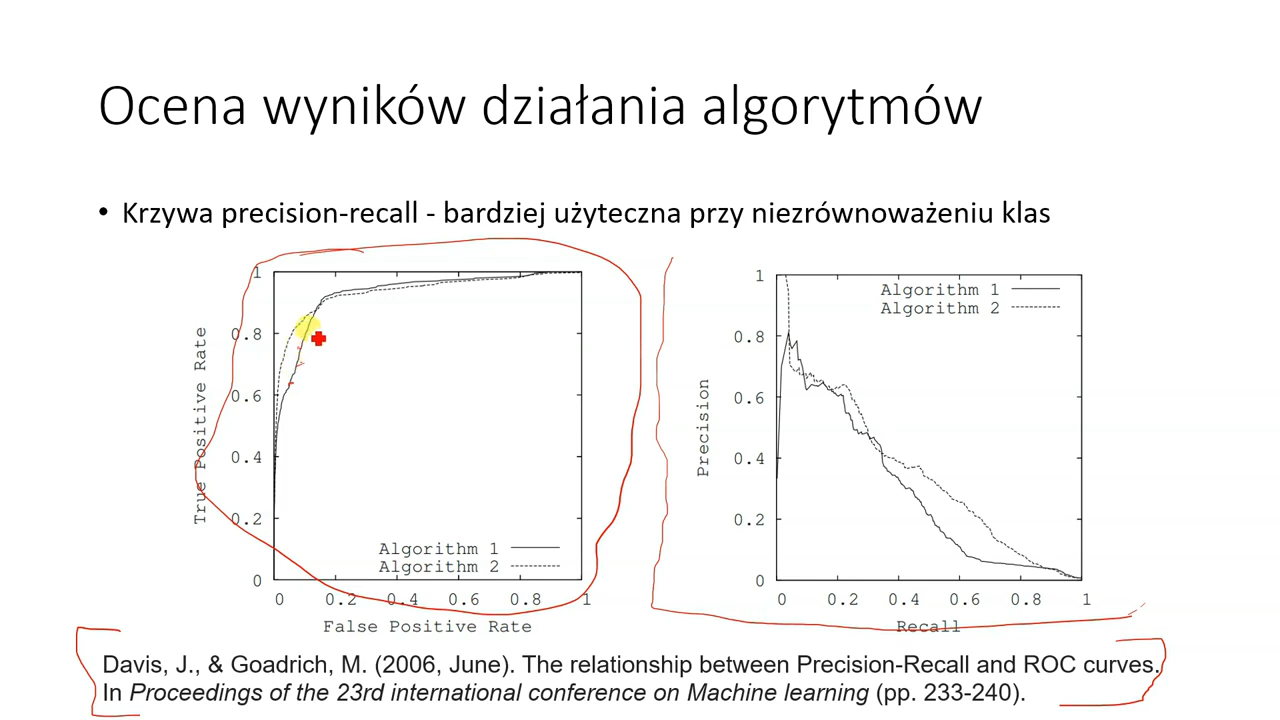 Ocena wyników działania algorytmów
• Krzywa precision-recall - bardziej użyteczna przy niezrównoważeniu klas
1
0.8
0.6
0.4
0.2
0
True Positive Rate
Algorithm 1
Algorithm 2
0 0.2 0.4 0.6 0.8 1
False Positive Rate
1
0.8
0.6
0.4
0.2
0
Precision
Algorithm 1
Algorithm 2
0 0.2 0.4 0.6 0.8 1
Recall
Davis, J., & Goadrich, M. (2006, June). The relationship between Precision-Recall and ROC curves.
In Proceedings of the 23rd international conference on Machine learning (pp. 233-240).